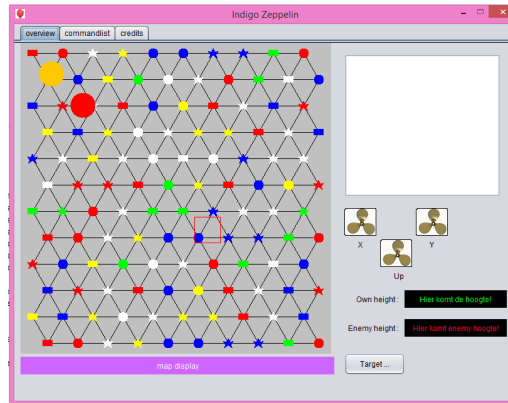 Indigo Zeppelin
overview commandlist credits
X Y
Up
Own height : Hier komt de hoogte!
Enemy height : Hier komt enemy hoogte!
map display Target ...